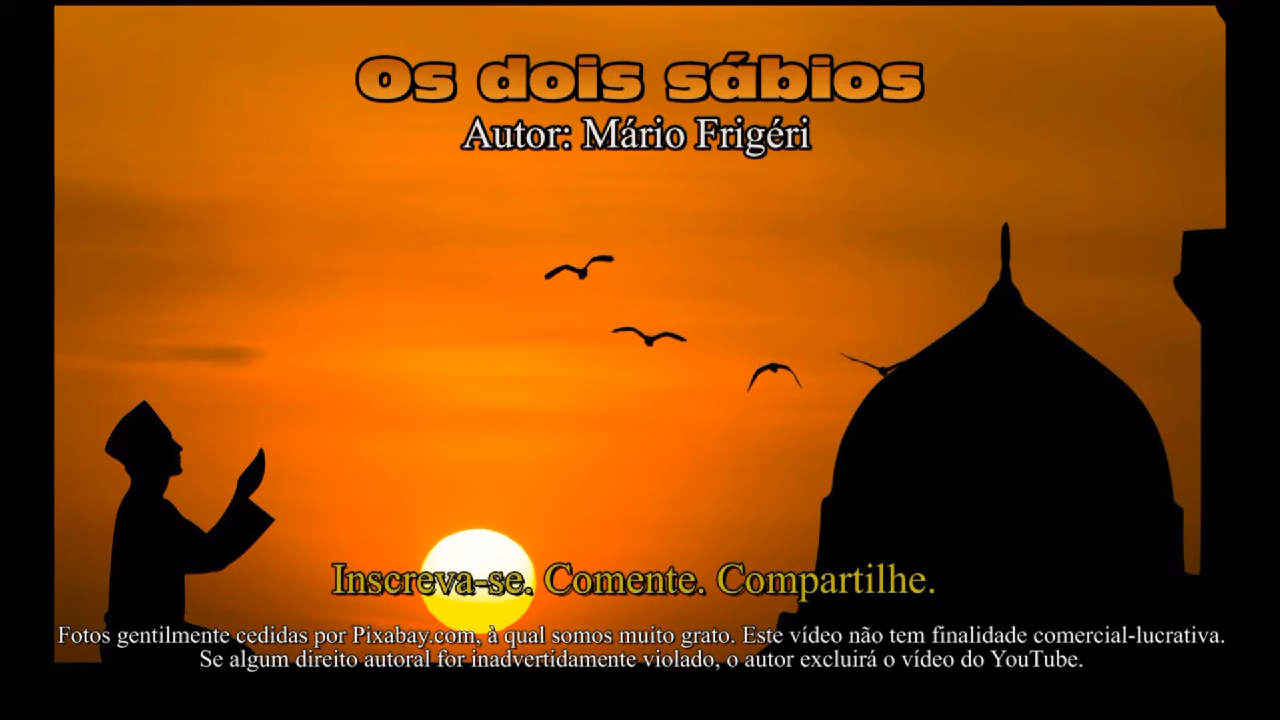 Os dois sábios
Autor: Mário Frigéri
Inscreva-se. Comente. Compartilhe.
Fotos gentilmente cedidas por Pixabay.com, à qual somos muito grato. Este vídeo não tem finalidade comercial-lucrativa.
Se algum direito autoral for inadvertidamente violado, o autor excluirá o vídeo do YouTube.